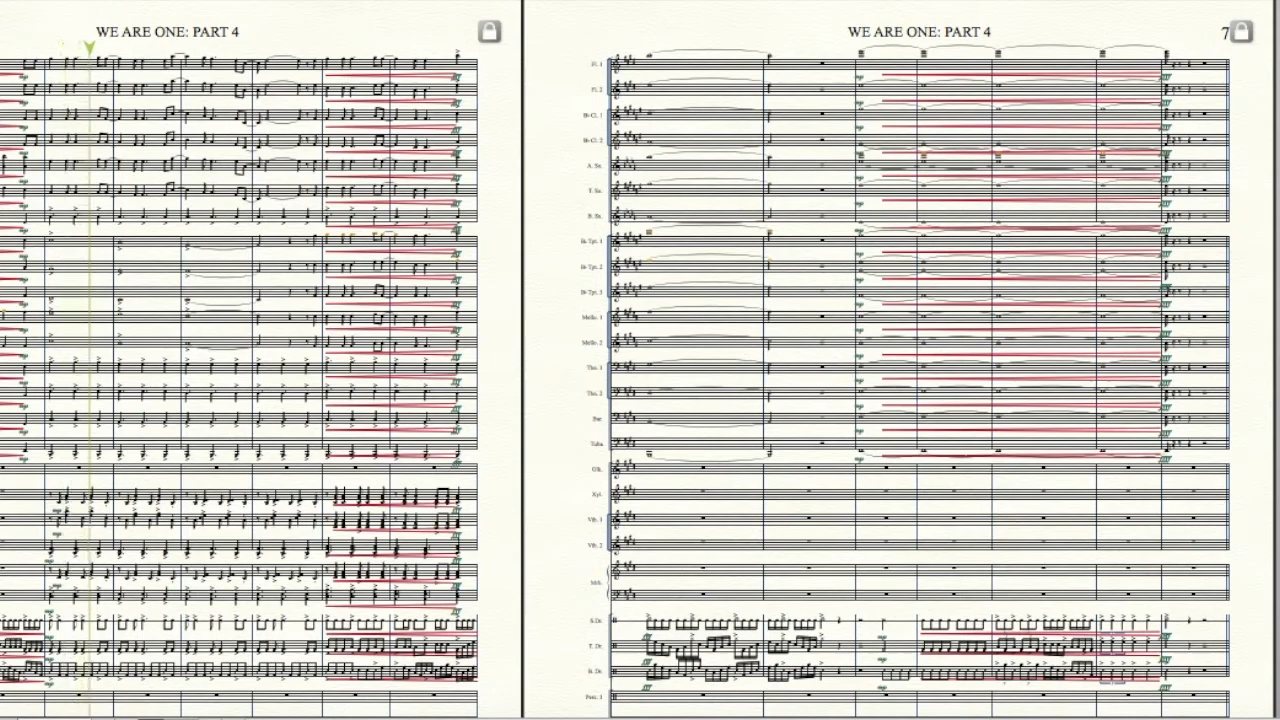 WE ARE ONE: PART 4
WE ARE ONE: PART 4
7
Fl. 1
Fl. 2
B♭ Cl. 1
B♭ Cl. 2
A. Sx.
T. Sx.
B. Sx.
B♭ Tpt. 1
B♭ Tpt. 2
B♭ Tpt. 3
Mello. 1
Mello. 2
Tbn. 1
Tbn. 2
Bar.
Tuba
Glk.
Xyl.
Vib. 1
Vib. 2
Mrb.
S.Dr.
T. Dr.
B. Dr.
Perc. 1